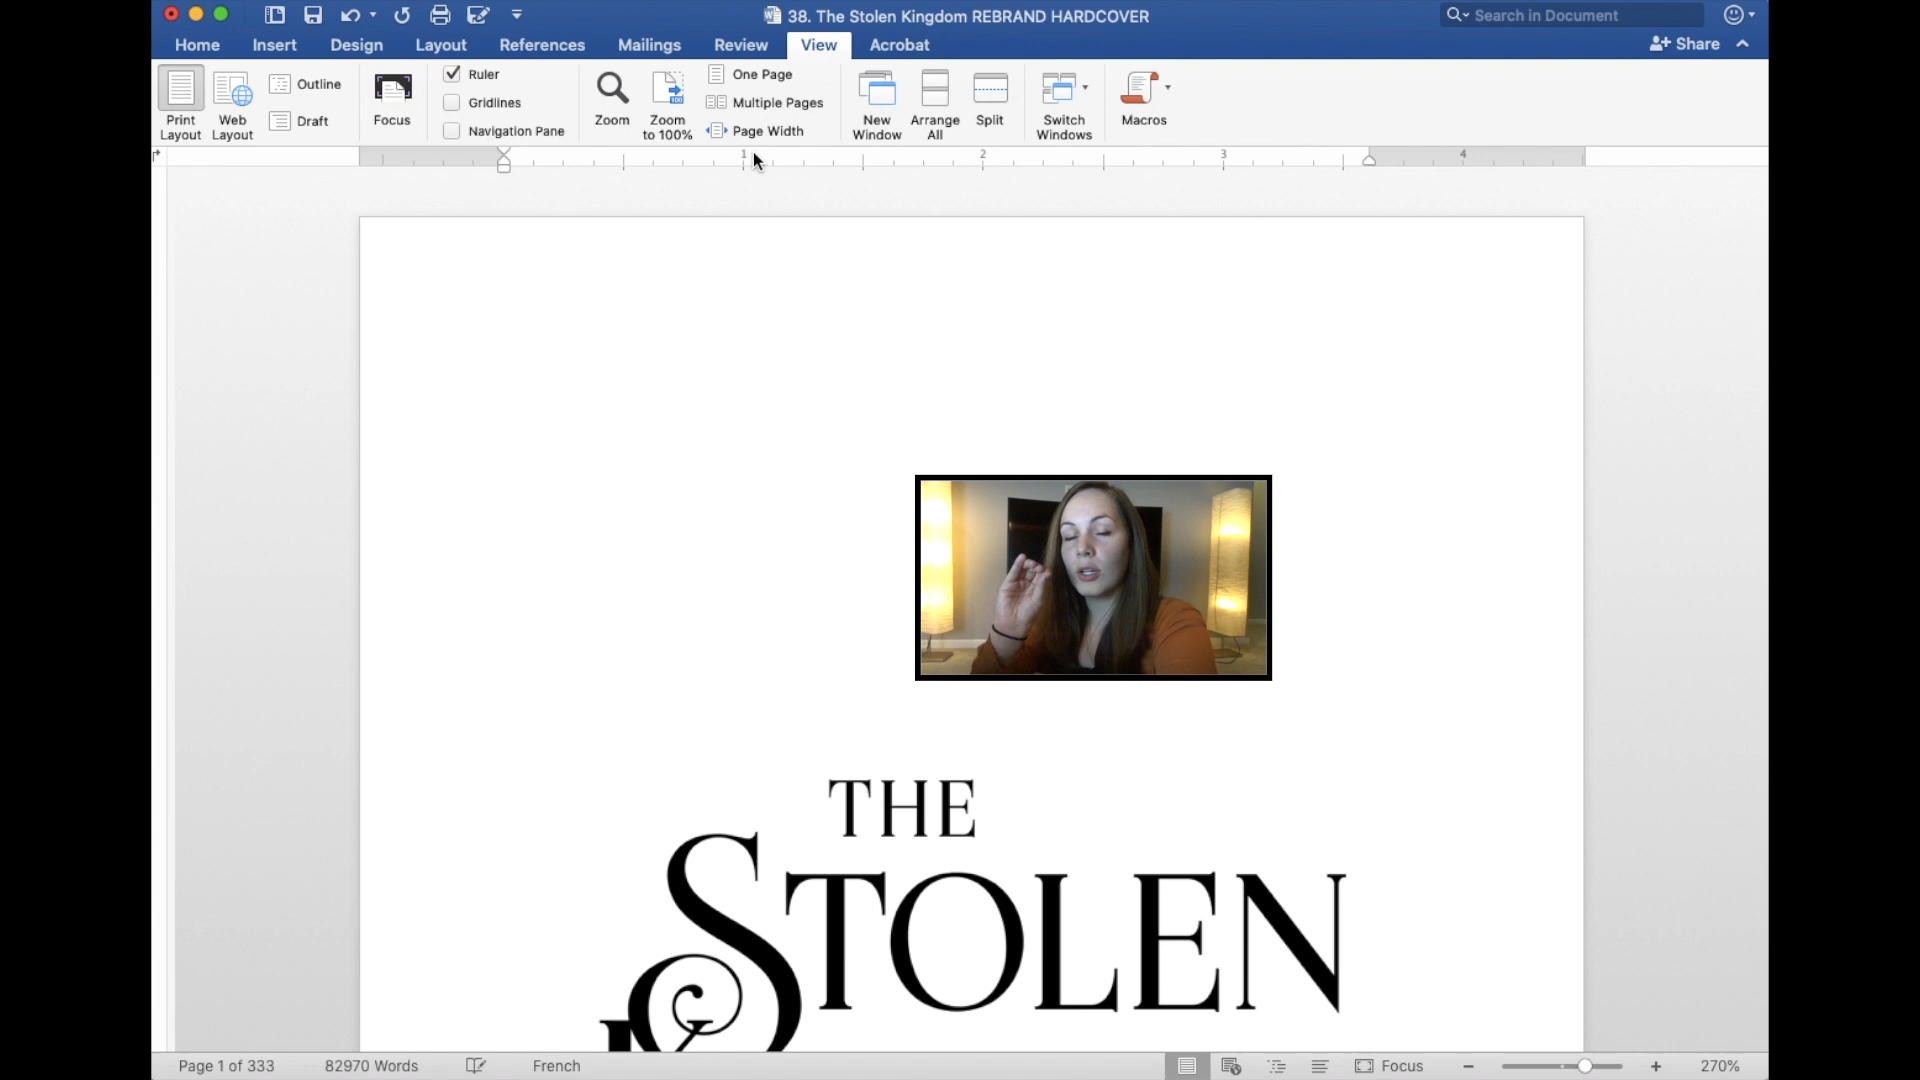 38. The Stolen Kingdom REBRAND HARDCOVER
Search in Document
Home Insert Design Layout References Mailings Review View Acrobat
Share
Print Layout
Web Layout
Outline
Draft
Focus
Ruler
Gridlines
Navigation Pane
Zoom
Zoom to 100%
100
One Page
Multiple Pages
Page Width
New Window
Arrange All
Split
Switch Windows
Macros
1 2 3 4
THE
STOLEN
Page 1 of 333 82970 Words French Focus 270%